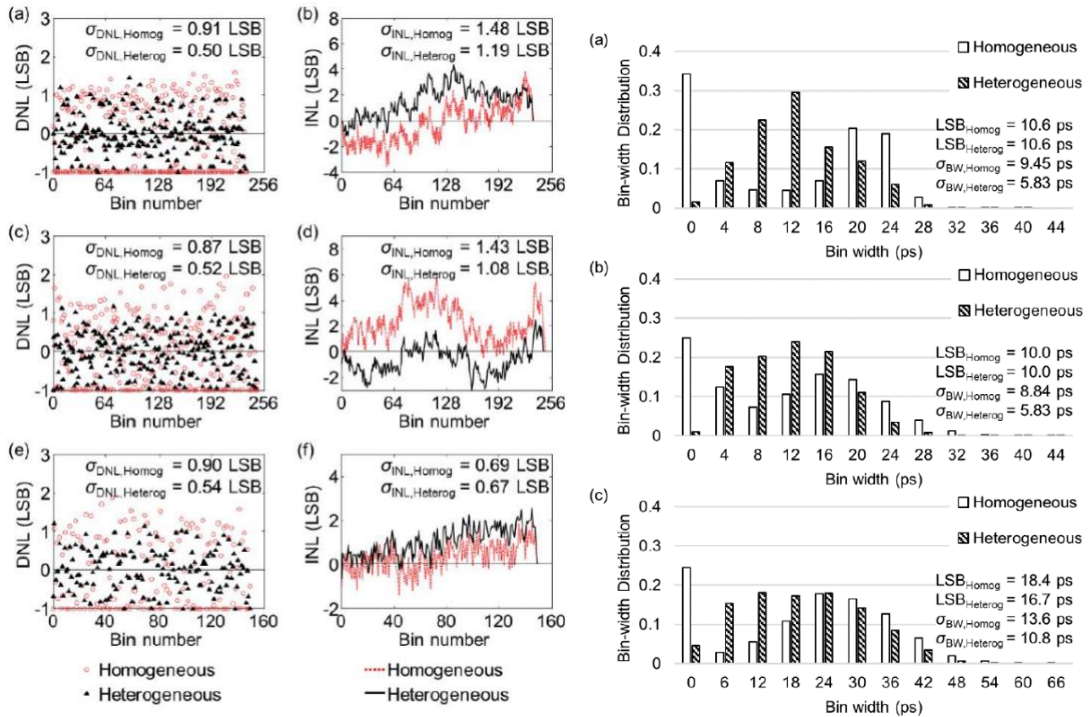 (a)
DNL (LSB)
3
2
1
0
-1
σDNL,Homog = 0.91 LSB
σDNL,Heterog = 0.50 LSB
0 64 128 192 256
Bin number
(b)
INL (LSB)
8
6
4
2
0
-2
-4
σINL,Homog = 1.48 LSB
σINL,Heterog = 1.19 LSB
0 64 128 192 256
Bin number
(c)
DNL (LSB)
3
2
1
0
-1
σDNL,Homog = 0.87 LSB
σDNL,Heterog = 0.52 LSB
0 64 128 192 256
Bin number
(d)
INL (LSB)
8
6
4
2
0
-2
σINL,Homog = 1.43 LSB
σINL,Heterog = 1.08 LSB
0 64 128 192 256
Bin number
(e)
DNL (LSB)
3
2
1
0
-1
σDNL,Homog = 0.90 LSB
σDNL,Heterog = 0.54 LSB
0 40 80 120 160
Bin number
(f)
INL (LSB)
4
2
0
-2
σINL,Homog = 0.69 LSB
σINL,Heterog = 0.67 LSB
0 40 80 120 160
Bin number
Homogeneous
Heterogeneous
Homogeneous
Heterogeneous
(a)
Bin-width Distribution
0.4
0.3
0.2
0.1
0
Homogeneous
Heterogeneous
LSBHomog = 10.6 ps
LSBHeterog = 10.6 ps
σBW,Homog = 9.45 ps
σBW,Heterog = 5.83 ps
0 4 8 12 16 20 24 28 32 36 40 44
Bin width (ps)
(b)
Bin-width Distribution
0.4
0.3
0.2
0.1
0
Homogeneous
Heterogeneous
LSBHomog = 10.0 ps
LSBHeterog = 10.0 ps
σBW,Homog = 8.84 ps
σBW,Heterog = 5.83 ps
0 4 8 12 16 20 24 28 32 36 60 66
Bin width (ps)
(c)
Bin-width Distribution
0.4
0.3
0.2
0.1
0
Homogeneous
Heterogeneous
LSBHomog = 18.4 ps
LSBHeterog = 16.7 ps
σBW,Homog = 13.6 ps
σBW,Heterog = 10.8 ps
0 6 12 18 24 30 36 42 48 54 60 66
Bin width (ps)